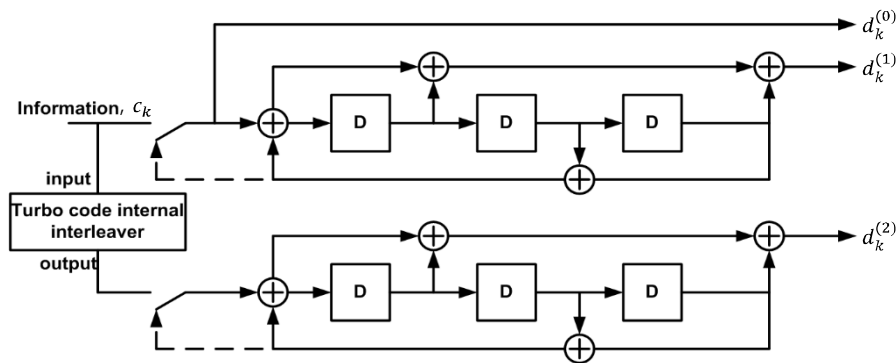 d_k^{(0)}
d_k^{(1)}
Information, c_k
D
D
D
input
Turbo code internal
interleaver
output
d_k^{(2)}
D
D
D